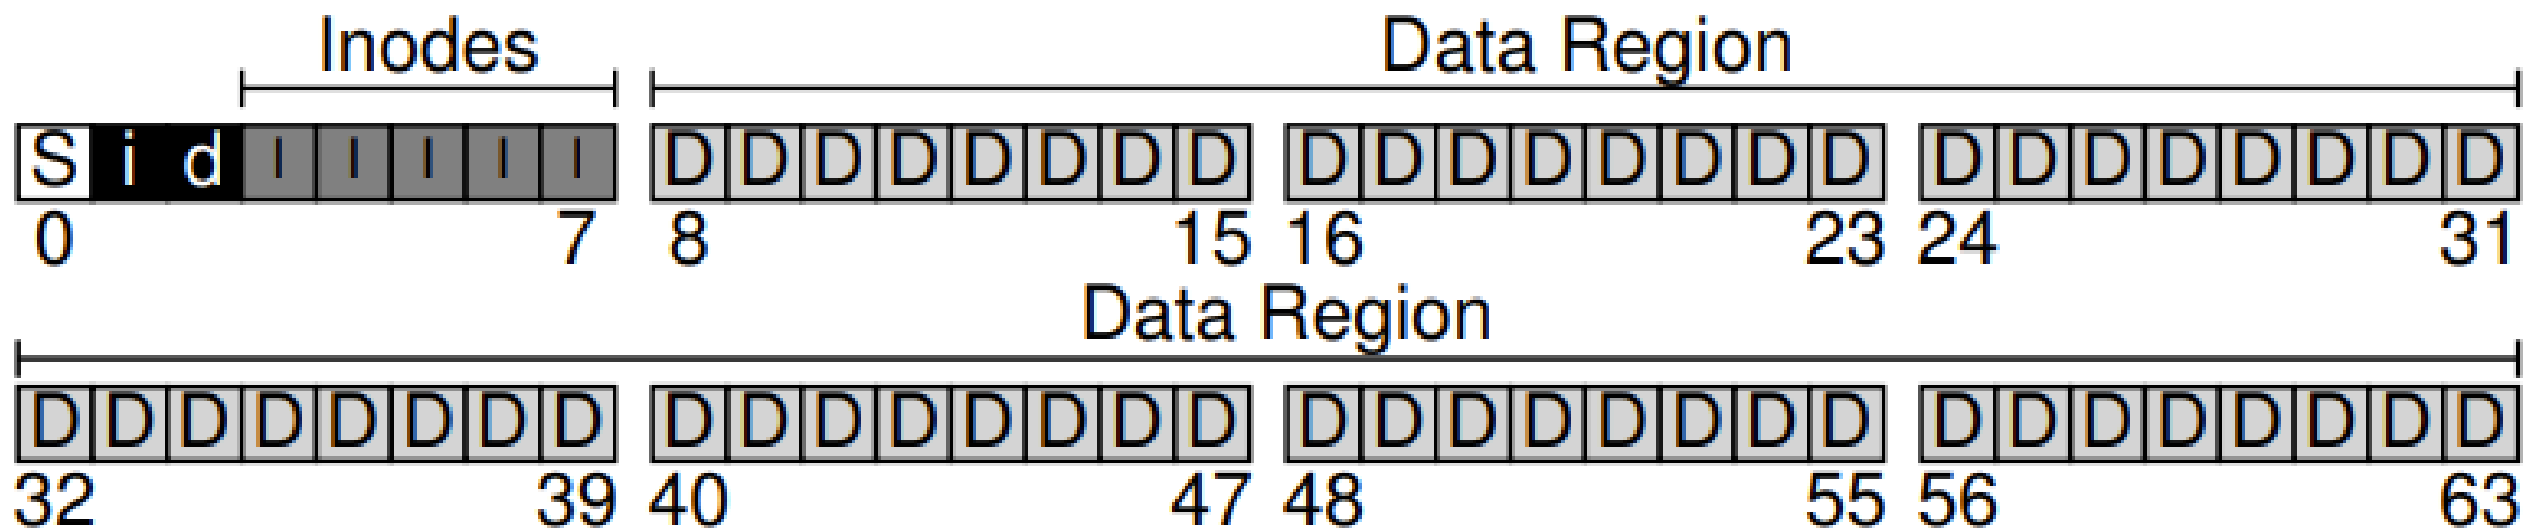 Inodes Data Region
S i d I I I I I D D D D D D D D D D D D D D D D D D D D D D D D
0 7 8 15 16 23 24 31
Data Region
D D D D D D D D D D D D D D D D D D D D D D D D D D D D D D D D
32 39 40 47 48 55 56 63